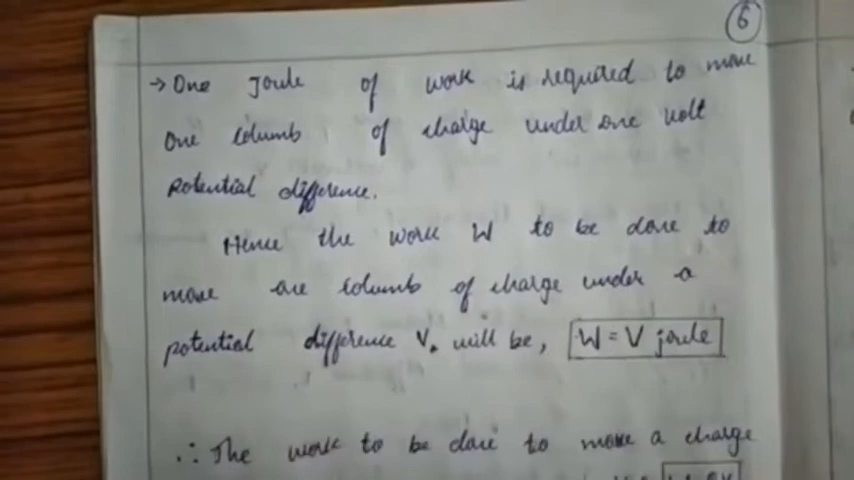 6
→ One Joule of work is required to move
one columb of charge under one volt
potential difference.
Hence the work W to be done to
move one columb of charge under a
potential difference V. will be, W = V joule
∴ The work to be done to move a charge